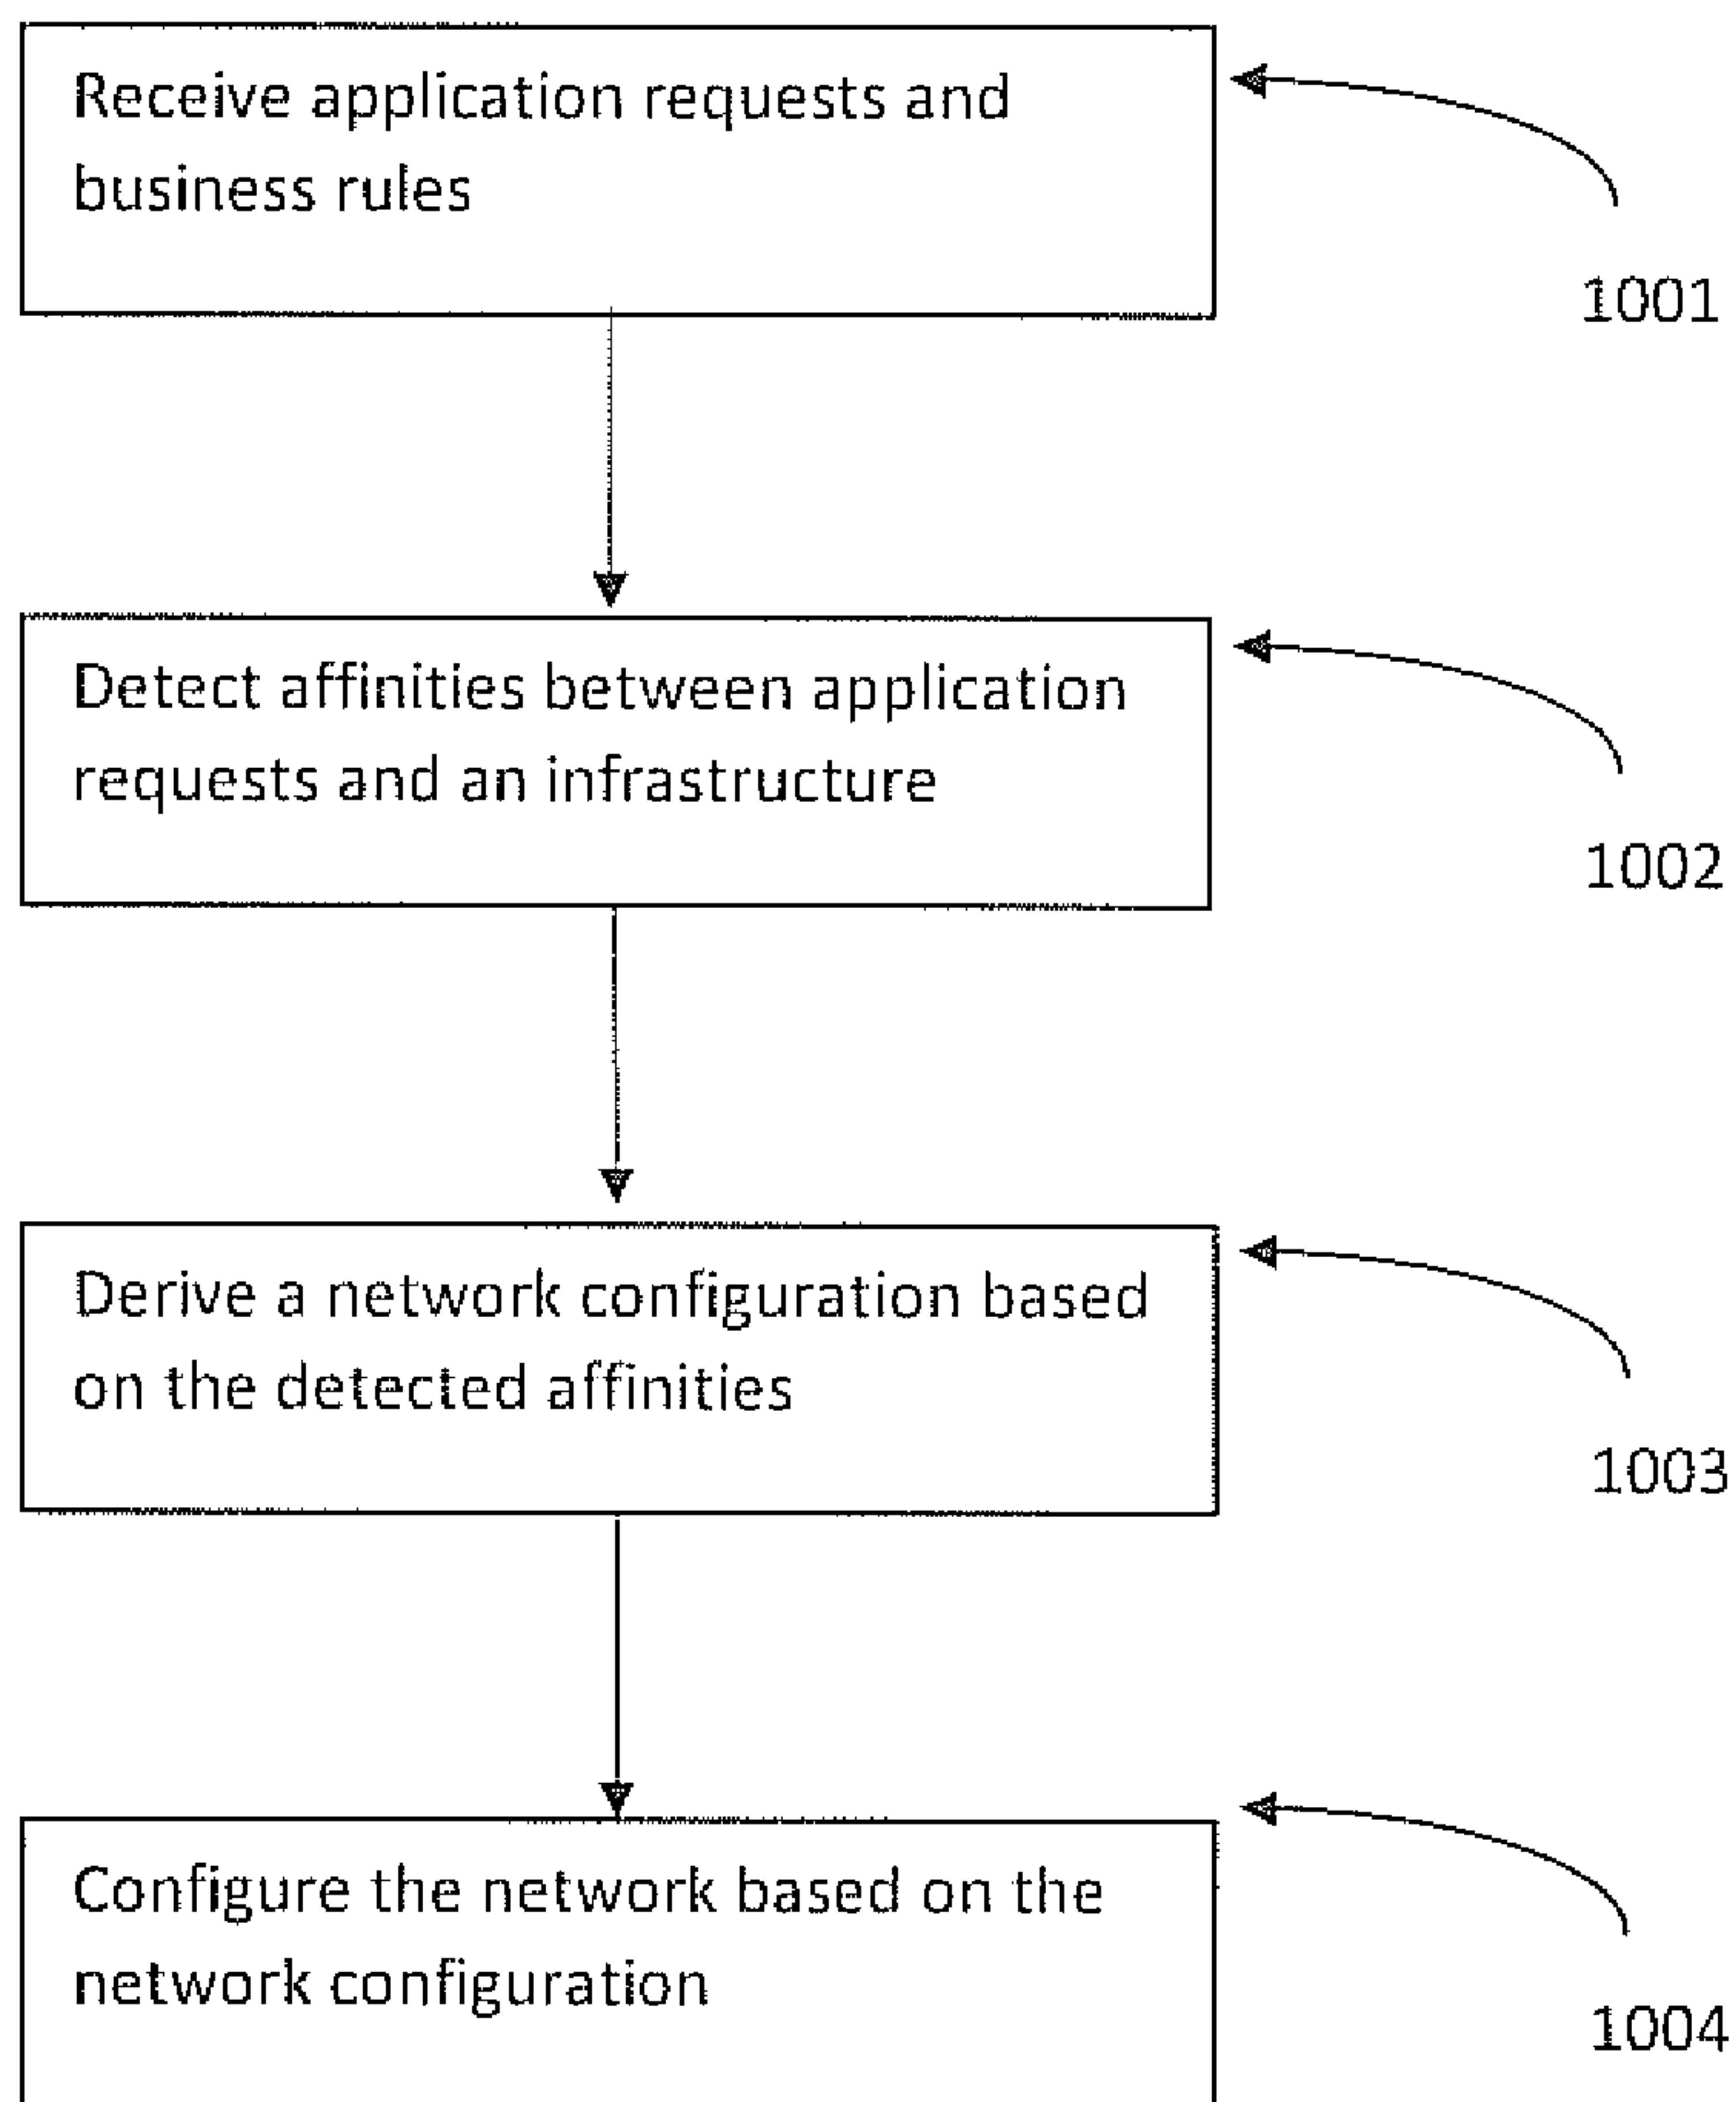 Receive application requests and
business rules
1001
Detect affinities between application
requests and an infrastructure
1002
Derive a network configuration based
on the detected affinities
1003
Configure the network based on the
network configuration
1004